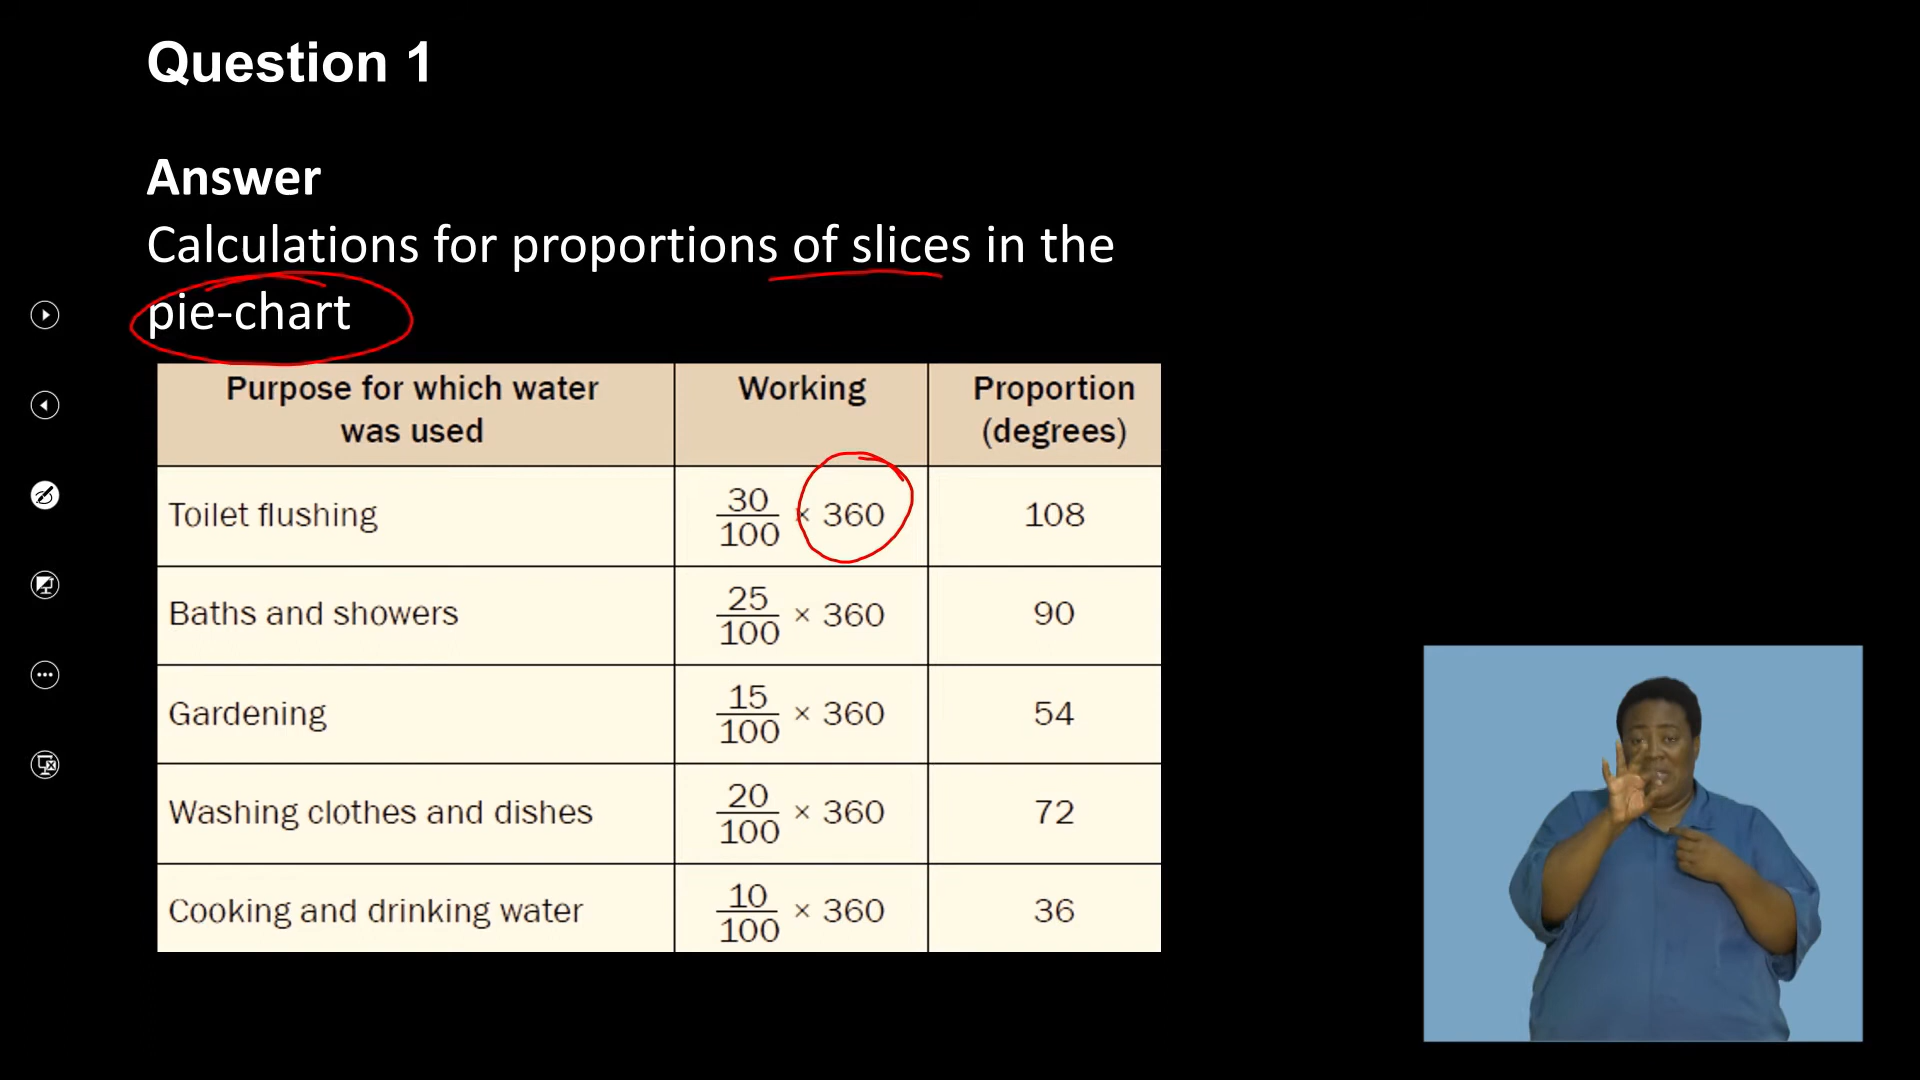 Question 1
Answer
Calculations for proportions of slices in the
pie-chart
Purpose for which water
was used
Working
Proportion
(degrees)
Toilet flushing
30/100 × 360
108
Baths and showers
25/100 × 360
90
Gardening
15/100 × 360
54
Washing clothes and dishes
20/100 × 360
72
Cooking and drinking water
10/100 × 360
36